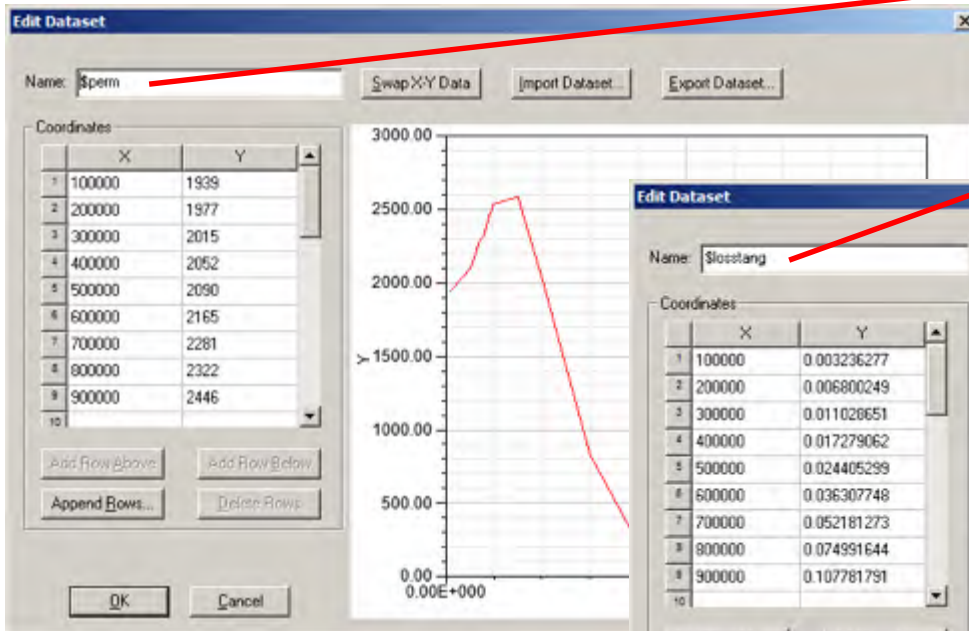 Edit Dataset
Name: $perm
Swap X-Y Data
Import Dataset...
Export Dataset...
Coordinates
X Y
1 100000 1939
2 200000 1977
3 300000 2015
4 400000 2052
5 500000 2090
6 600000 2165
7 700000 2281
8 800000 2322
9 900000 2446
10
Add Row Above
Add Row Below
Append Rows...
Delete Rows
OK
Cancel
3000.00
2500.00
2000.00
1500.00
1000.00
500.00
0.00
0.00E+000
Y
Edit Dataset
Name: $losstang
Coordinates
X Y
1 100000 0.003236277
2 200000 0.006800249
3 300000 0.011028651
4 400000 0.017279062
5 500000 0.024405299
6 600000 0.036307748
7 700000 0.052181273
8 800000 0.074991644
9 900000 0.107781791
10